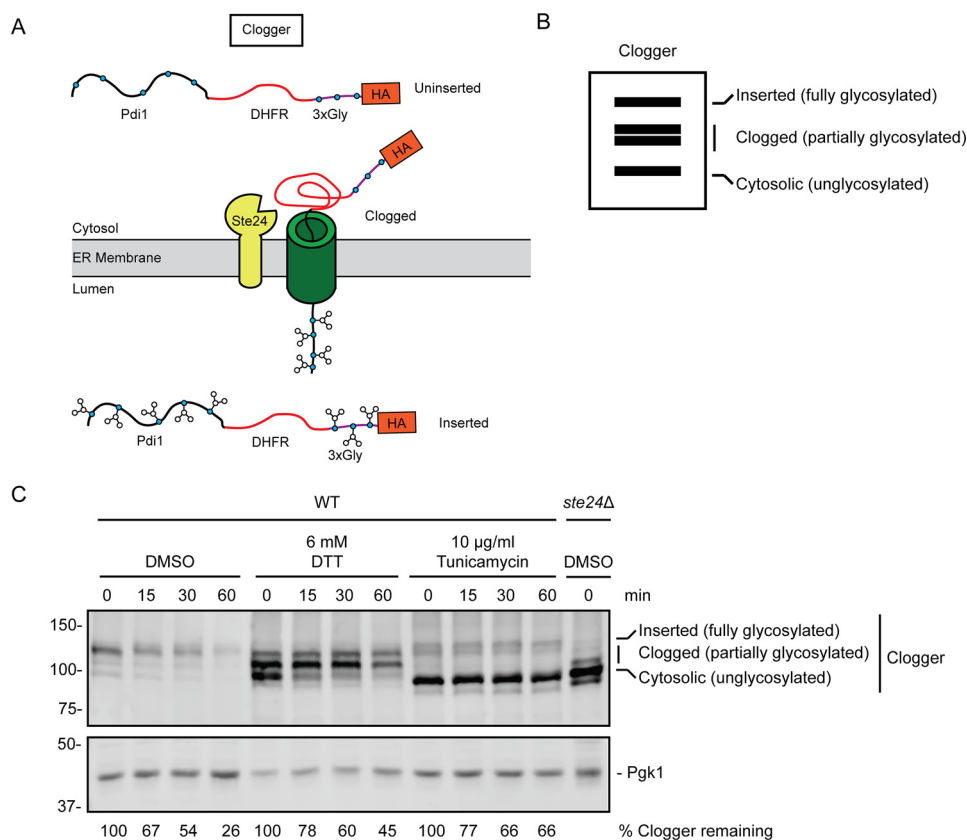 A
Clogger
Pdi1
DHFR
3xGly
HA
Uninserted
HA
Ste24
Clogged
Cytosol
ER Membrane
Lumen
Pdi1
DHFR
3xGly
HA
Inserted
B
Clogger
Inserted (fully glycosylated)
Clogged (partially glycosylated)
Cytosolic (unglycosylated)
C
WT
ste24Δ
DMSO
6 mM
DTT
10 µg/ml
Tunicamycin
DMSO
0 15 30 60 0 15 30 60 0 15 30 60 0 min
150-
100-
75-
Inserted (fully glycosylated)
Clogged (partially glycosylated)
Cytosolic (unglycosylated)
Clogger
50-
37-
- Pgk1
100 67 54 26 100 78 60 45 100 77 66 66 % Clogger remaining